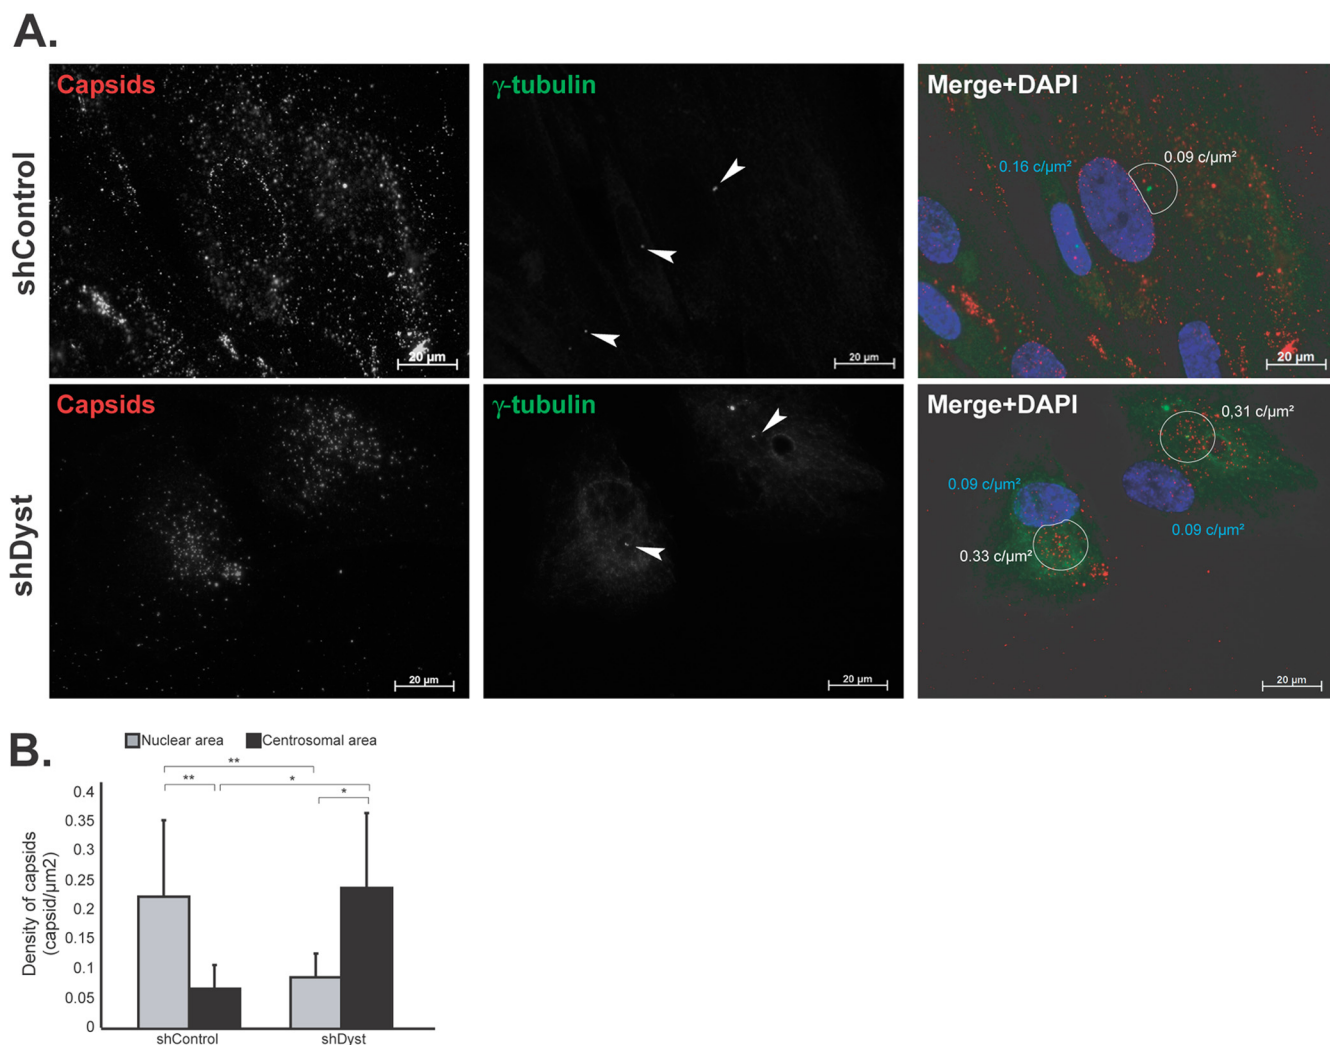 A.
shControl
Capsids
20 µm
γ-tubulin
20 µm
Merge+DAPI
0.16 c/µm²
0.09 c/µm²
20 µm
shDyst
Capsids
20 µm
γ-tubulin
20 µm
Merge+DAPI
0,31 c/µm²
0.09 c/µm²
0.09 c/µm²
0.33 c/µm²
20 µm
B.
Nuclear area
Centrosomal area
**
**
*
*
Density of capsids
(capsid/µm2)
0.4
0.35
0.3
0.25
0.2
0.15
0.1
0.05
0
shControl
shDyst